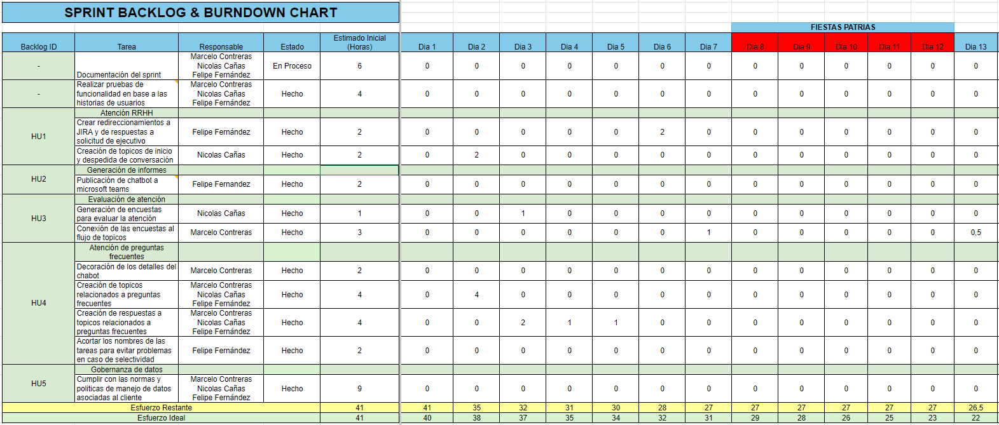 SPRINT BACKLOG & BURNDOWN CHART
FIESTAS PATRIAS
Backlog ID Tarea Responsable Estado Estimado Inicial (Horas) Dia 1 Dia 2 Dia 3 Dia 4 Dia 5 Dia 6 Dia 7 Dia 8 Dia 9 Dia 10 Dia 11 Dia 12 Dia 13
- Documentación del sprint Marcelo Contreras Nicolas Cañas Felipe Fernández En Proceso 6 0 0 0 0 0 0 0 0 0 0 0 0 0
- Realizar pruebas de funcionalidad en base a las historias de usuarios Marcelo Contreras Nicolas Cañas Felipe Fernández Hecho 4 0 0 0 0 0 0 0 0 0 0 0 0 0
HU1 Atención RRHH
Crear redireccionamientos a JIRA y de respuestas a solicitud de ejecutivo Felipe Fernández Hecho 2 0 0 0 0 0 2 0 0 0 0 0 0 0
Creación de topicos de inicio y despedida de conversación Nicolas Cañas Hecho 2 0 2 0 0 0 0 0 0 0 0 0 0 0
HU2 Generación de informes
Publicación de chatbot a microsoft teams Felipe Fernandez Hecho 2 0 0 0 0 0 0 0 0 0 0 0 0 0
HU3 Evaluación de atención
Generación de encuestas para evaluar la atención Nicolas Cañas Hecho 1 0 0 1 0 0 0 0 0 0 0 0 0 0
Conexión de las encuestas al flujo de topicos Marcelo Contreras Hecho 3 0 0 0 0 0 0 1 0 0 0 0 0 0,5
HU4 Atención de preguntas frecuentes
Decoración de los detalles del chabot Marcelo Contreras Hecho 2 0 0 0 0 0 0 0 0 0 0 0 0 0
Creación de topicos relacionados a preguntas frecuentes Marcelo Contreras Nicolas Cañas Felipe Fernández Hecho 4 0 4 0 0 0 0 0 0 0 0 0 0 0
Creación de respuestas a topicos relacionados a preguntas frecuentes Marcelo Contreras Nicolas Cañas Felipe Fernández Hecho 4 0 0 2 1 1 0 0 0 0 0 0 0 0
Acortar los nombres de las tareas para evitar problemas en caso de selectividad Felipe Fernández Hecho 2 0 0 0 0 0 0 0 0 0 0 0 0 0
HU5 Gobernanza de datos
Cumplir con las normas y politicas de manejo de datos asociadas al cliente Marcelo Contreras Nicolas Cañas Felipe Fernández Hecho 9 0 0 0 0 0 0 0 0 0 0 0 0 0
Esfuerzo Restante 41 41 35 32 31 30 28 27 27 27 27 27 27 26,5
Esfuerzo Ideal 41 40 38 37 35 34 32 31 29 28 26 25 23 22